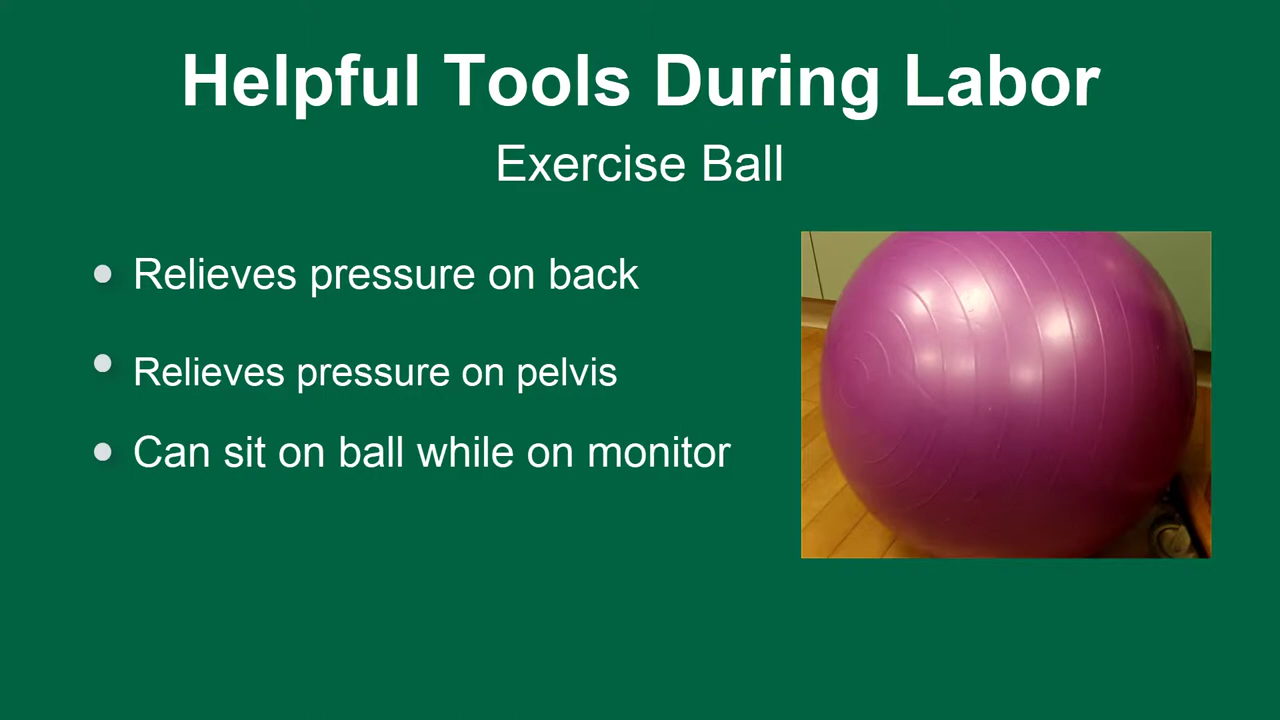 Helpful Tools During Labor
Exercise Ball
Relieves pressure on back
Relieves pressure on pelvis
Can sit on ball while on monitor